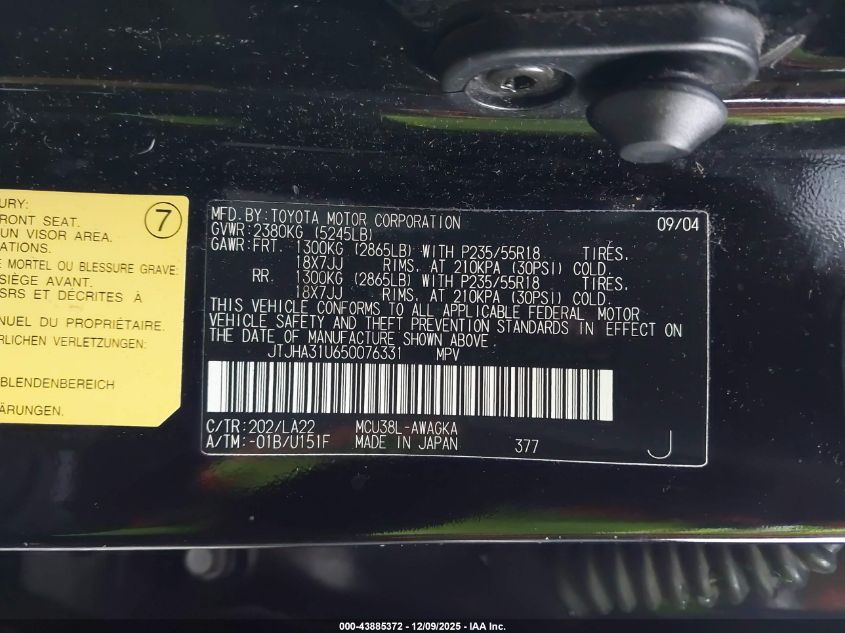 URY:
FRONT SEAT.
UN VISOR AREA.
ATIONS.
E MORTEL OU BLESSURE GRAVE:
SIÈGE AVANT.
SRS ET DÉCRITES À
NUEL DU PROPRIÉTAIRE.
RLICHEN VERLETZUNG.
BLENDENBEREICH
ÄRUNGEN.
7
MFD. BY: TOYOTA MOTOR CORPORATION 09/04
GVWR: 2380KG (5245LB)
GAWR: FRT. 1300KG (2865LB) WITH P235/55R18 TIRES.
18X7JJ RIMS. AT 210KPA (30PSI) COLD.
RR. 1300KG (2865LB) WITH P235/55R18 TIRES.
18X7JJ RIMS. AT 210KPA (30PSI) COLD.
THIS VEHICLE CONFORMS TO ALL APPLICABLE FEDERAL MOTOR
VEHICLE SAFETY AND THEFT PREVENTION STANDARDS IN EFFECT ON
THE DATE OF MANUFACTURE SHOWN ABOVE.
JTJHA31U650076331 MPV
C/TR: 202/LA22 MCU38L-AWAGKA
A/TM: -01B/U151F MADE IN JAPAN 377 J
000-43885372 - 12/09/2025 - IAA Inc.